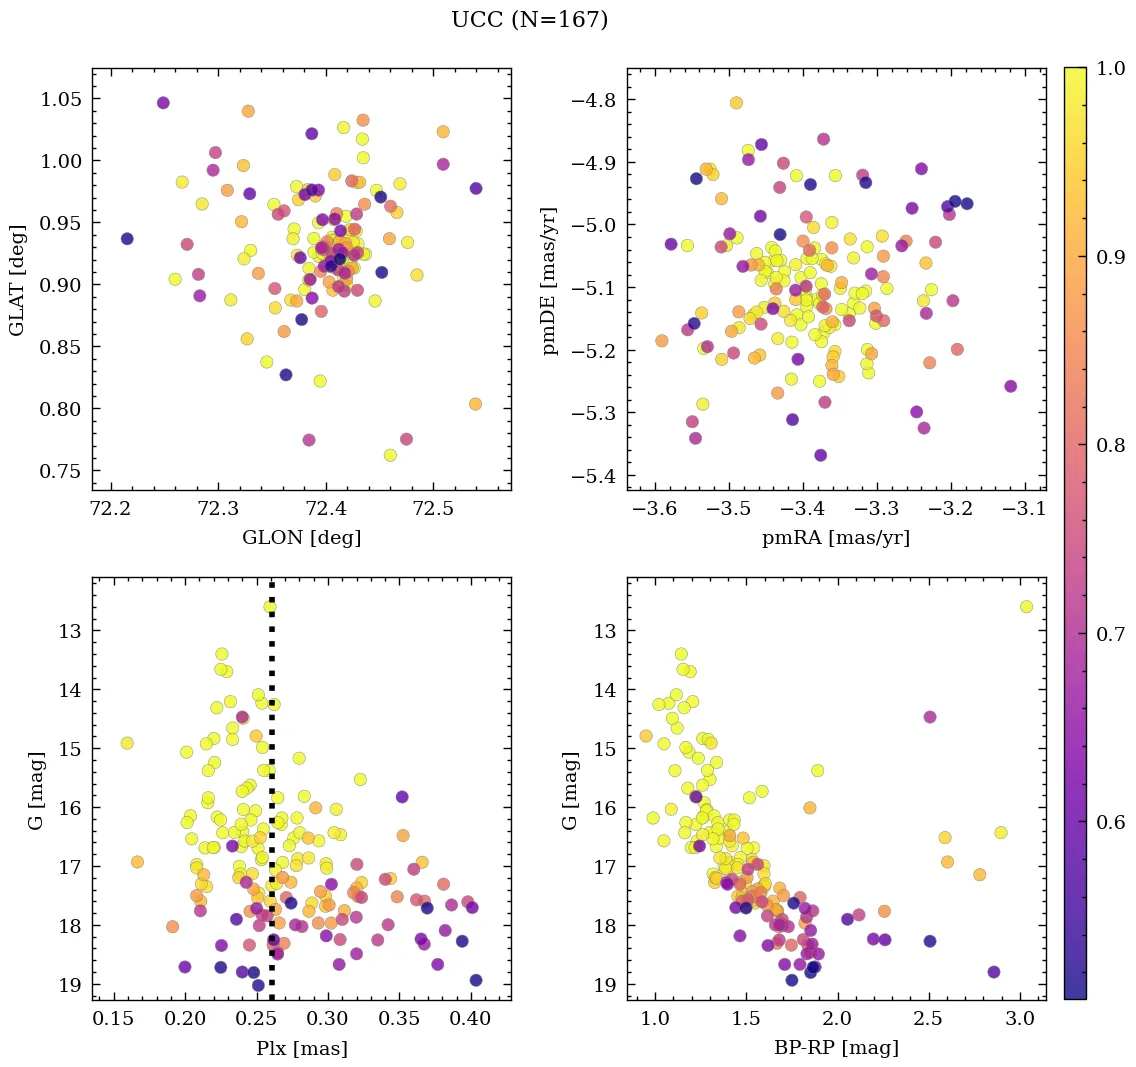 UCC (N=167)
1.05
1.00
0.95
0.90
0.85
0.80
0.75
GLAT [deg]
72.2 72.3 72.4 72.5
GLON [deg]
−4.8
−4.9
−5.0
−5.1
−5.2
−5.3
−5.4
pmDE [mas/yr]
−3.6 −3.5 −3.4 −3.3 −3.2 −3.1
pmRA [mas/yr]
13
14
15
16
17
18
19
G [mag]
0.15 0.20 0.25 0.30 0.35 0.40
Plx [mas]
13
14
15
16
17
18
19
G [mag]
1.0 1.5 2.0 2.5 3.0
BP-RP [mag]
1.0
0.9
0.8
0.7
0.6